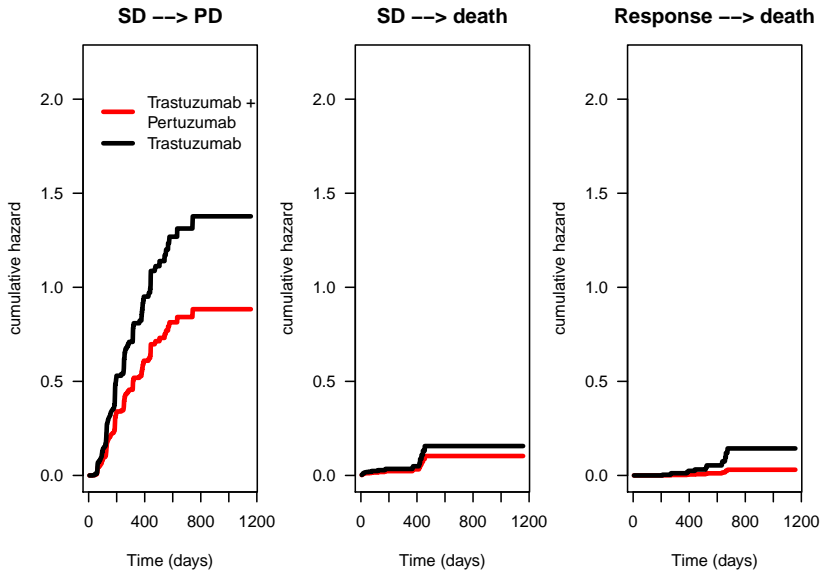 SD −−> PD
cumulative hazard
2.0
1.5
1.0
0.5
0.0
Trastuzumab +
Pertuzumab
Trastuzumab
0 400 800 1200
Time (days)
SD −−> death
cumulative hazard
2.0
1.5
1.0
0.5
0.0
0 400 800 1200
Time (days)
Response −−> death
cumulative hazard
2.0
1.5
1.0
0.5
0.0
0 400 800 1200
Time (days)